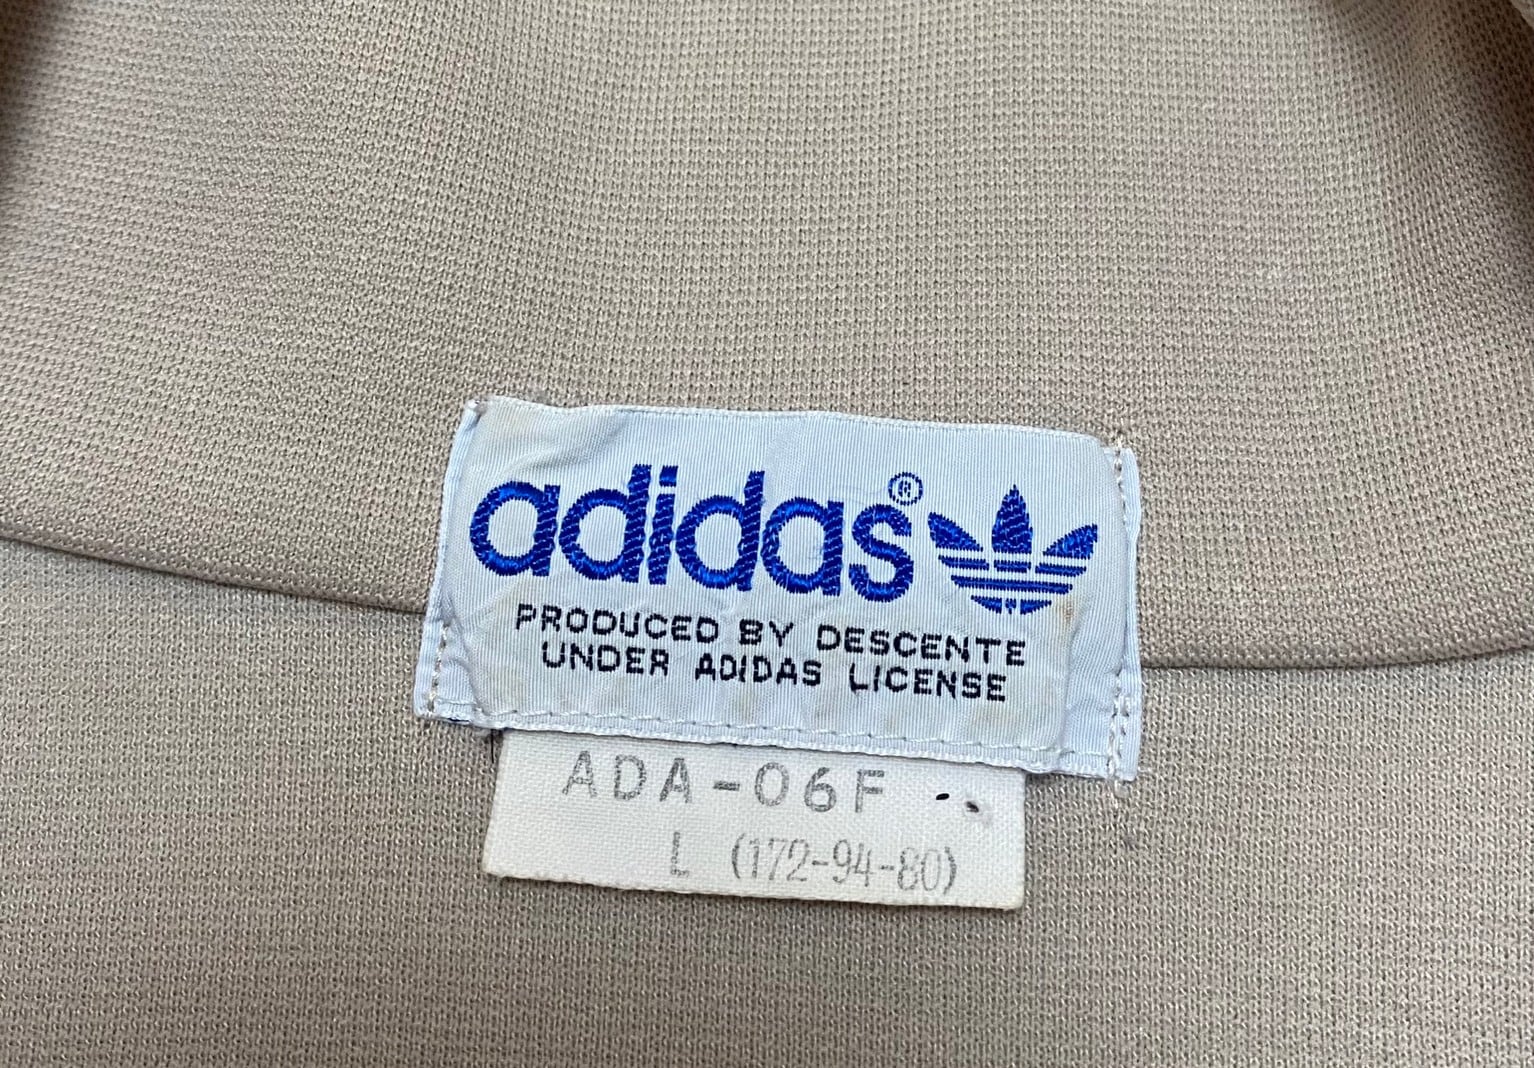 adidas®
PRODUCED BY DESCENTE
UNDER ADIDAS LICENSE
ADA-06F
L (172-94-80)